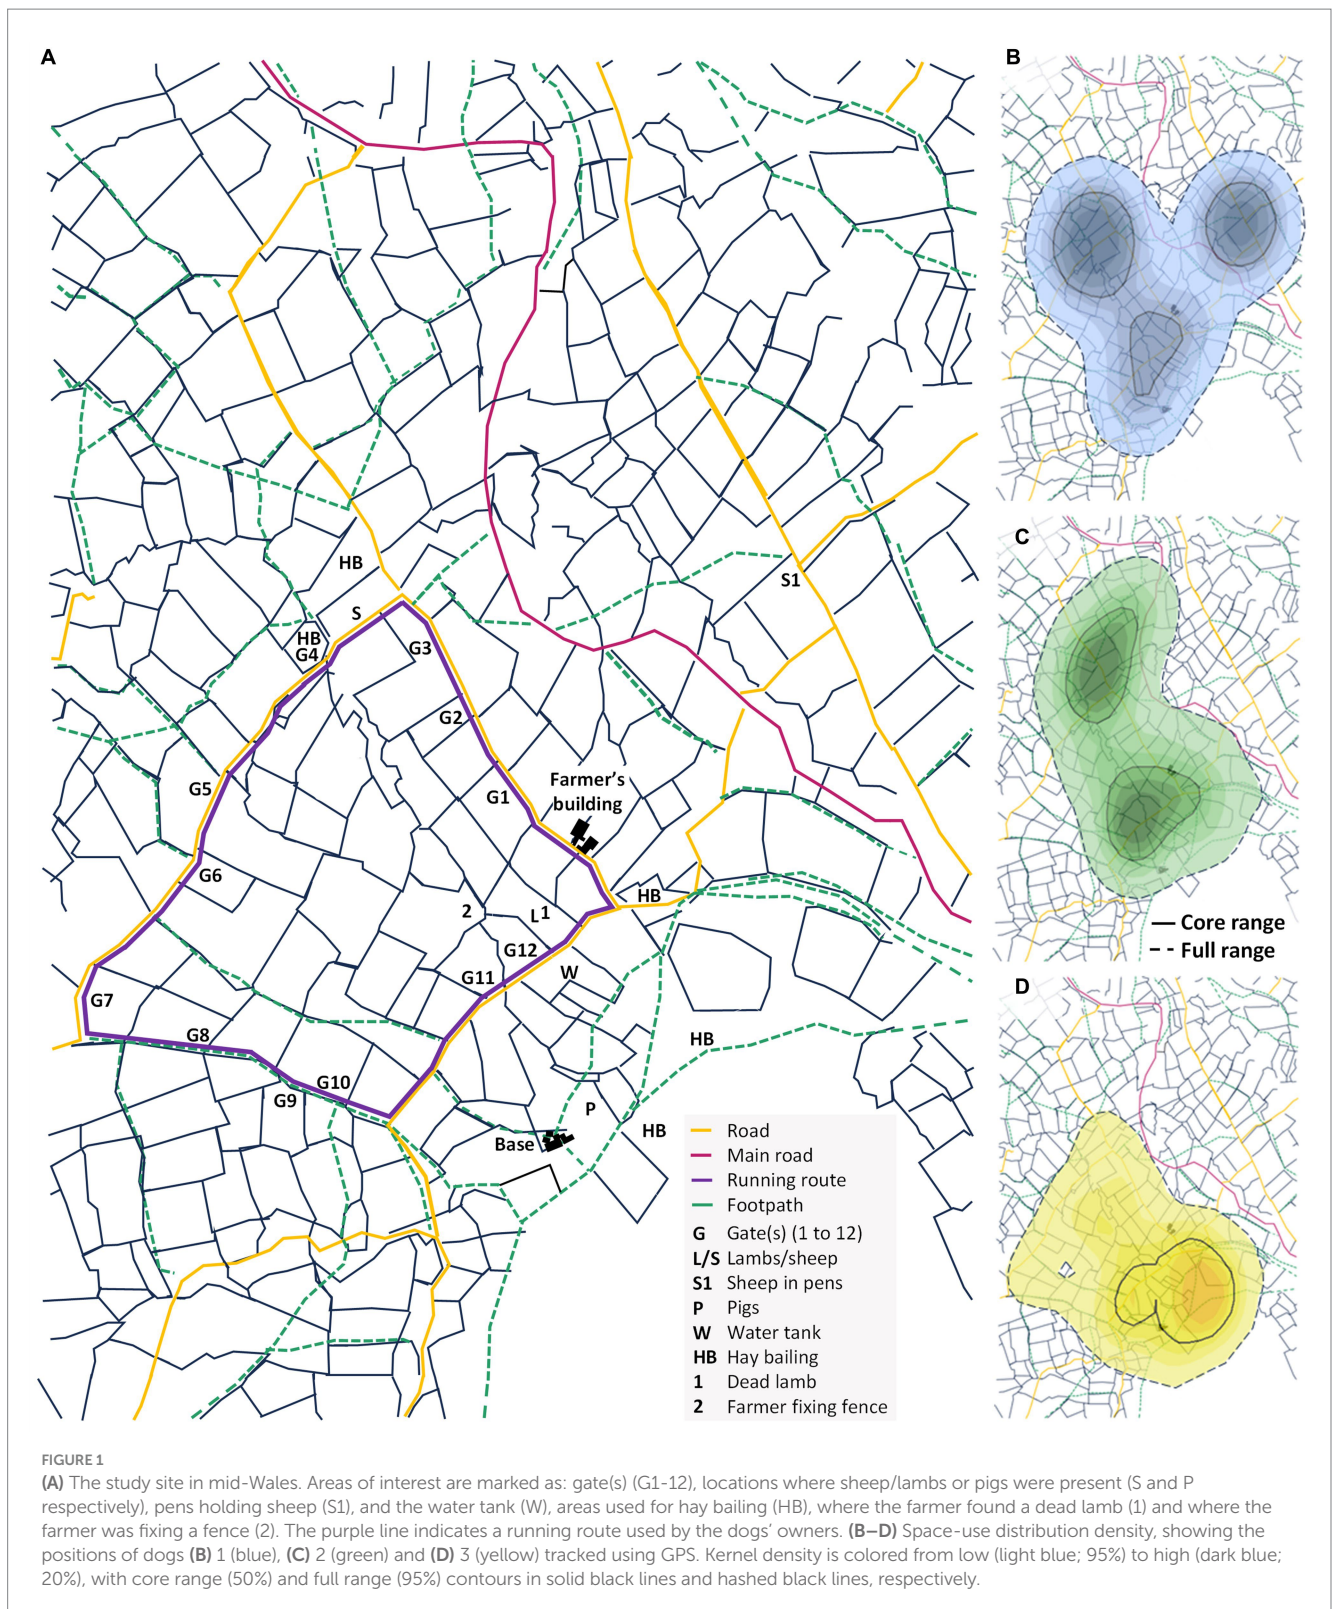 A
B
HB
S1
S
HB
G4
G3
G2
G5
G1
Farmer's
building
G6
HB
2
L1
G12
G11
W
G7
G8
HB
G10
G9
P
HB
Base
Road
Main road
Running route
Footpath
G Gate(s) (1 to 12)
L/S Lambs/sheep
S1 Sheep in pens
P Pigs
W Water tank
HB Hay bailing
1 Dead lamb
2 Farmer fixing fence
C
Core range
Full range
D
FIGURE 1
(A) The study site in mid-Wales. Areas of interest are marked as: gate(s) (G1-12), locations where sheep/lambs or pigs were present (S and P
respectively), pens holding sheep (S1), and the water tank (W), areas used for hay bailing (HB), where the farmer found a dead lamb (1) and where the
farmer was fixing a fence (2). The purple line indicates a running route used by the dogs' owners. (B–D) Space-use distribution density, showing the
positions of dogs (B) 1 (blue), (C) 2 (green) and (D) 3 (yellow) tracked using GPS. Kernel density is colored from low (light blue; 95%) to high (dark blue;
20%), with core range (50%) and full range (95%) contours in solid black lines and hashed black lines, respectively.